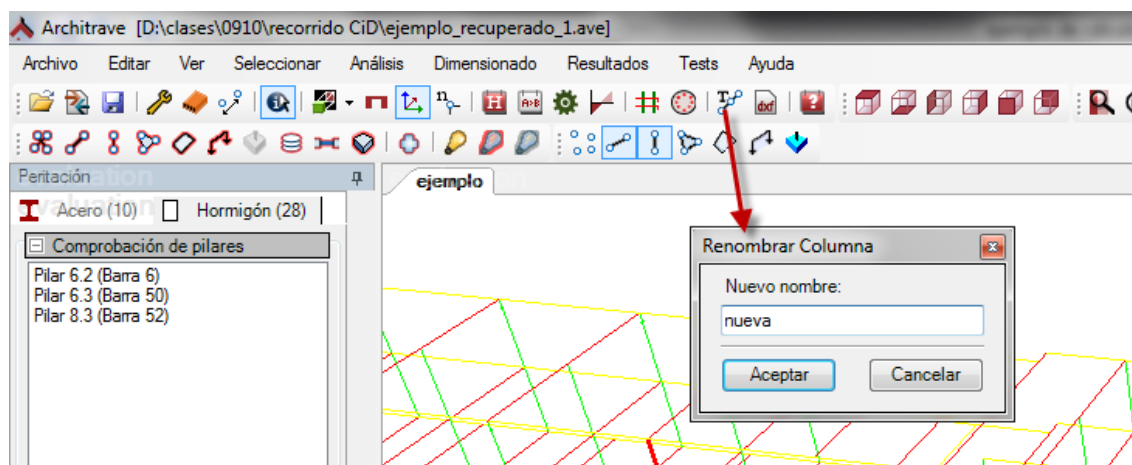 Architrave [D:\clases\0910\recorrido CiD\ejemplo_recuperado_1.ave]
Archivo Editar Ver Seleccionar Análisis Dimensionado Resultados Tests Ayuda
Peritación
ejemplo
Acero (10) Hormigón (28)
Comprobación de pilares
Pilar 6.2 (Barra 6)
Pilar 6.3 (Barra 50)
Pilar 8.3 (Barra 52)
Renombrar Columna
Nuevo nombre:
nueva
Aceptar Cancelar